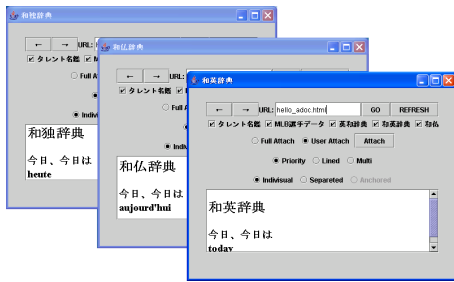 和独辞典
← → URL:
タレント名鑑
Full Atta
Indivi
和独辞典
今日、今日は
heute
和仏辞典
← → URL:
タレント名鑑
Full A
Indivi
和仏辞典
今日、今日は
aujourd'hui
和英辞典
← → URL: hello_adoc.html GO REFRESH
タレント名鑑 MLB選手データ 英和辞典 和英辞典 和仏
Full Attach User Attach Attach
Priority Lined Multi
Indivisual Separeted Anchored
和英辞典
今日、今日は
today